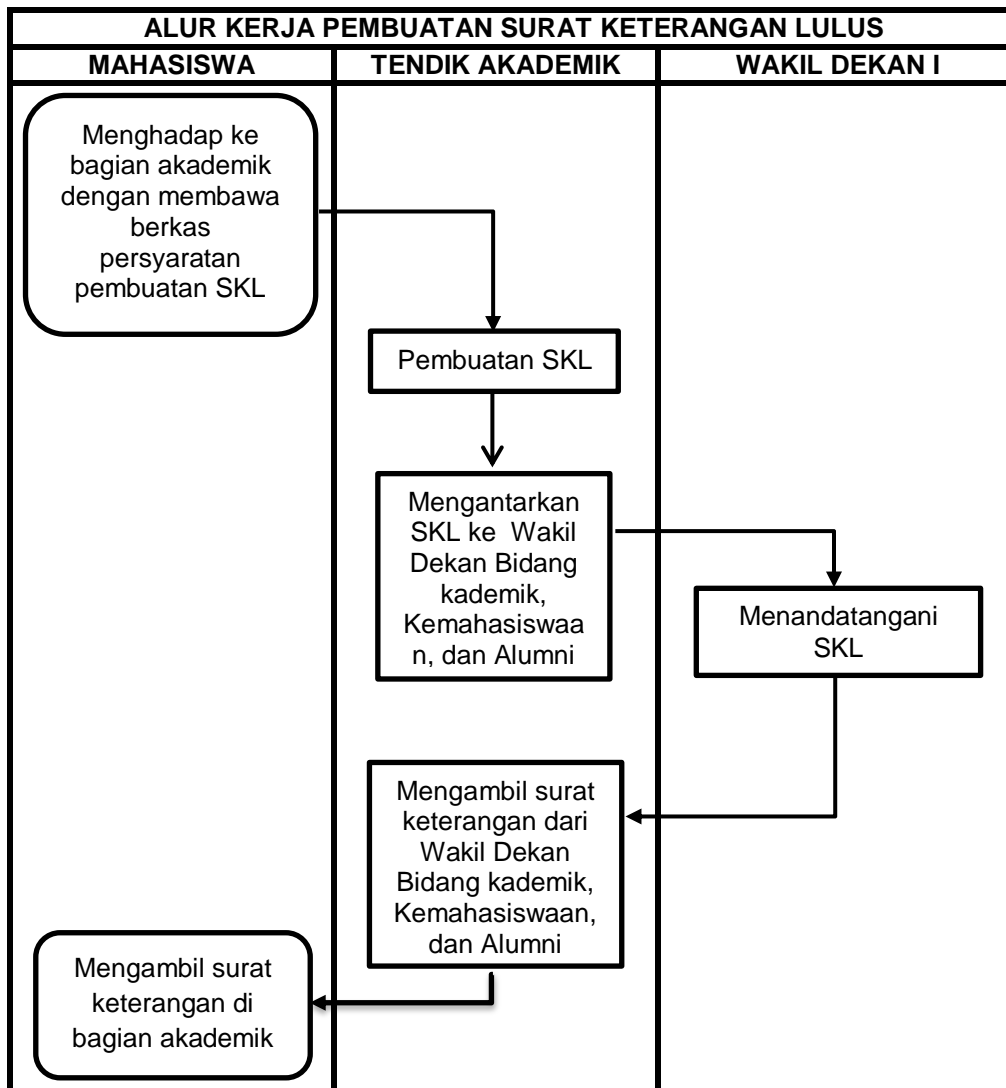 ALUR KERJA PEMBUATAN SURAT KETERANGAN LULUS
MAHASISWA
TENDIK AKADEMIK
WAKIL DEKAN I
Menghadap ke
bagian akademik
dengan membawa
berkas
persyaratan
pembuatan SKL
Pembuatan SKL
Mengantarkan
SKL ke Wakil
Dekan Bidang
kademik,
Kemahasiswaa
n, dan Alumni
Menandatangani
SKL
Mengambil surat
keterangan dari
Wakil Dekan
Bidang kademik,
Kemahasiswaan,
dan Alumni
Mengambil surat
keterangan di
bagian akademik